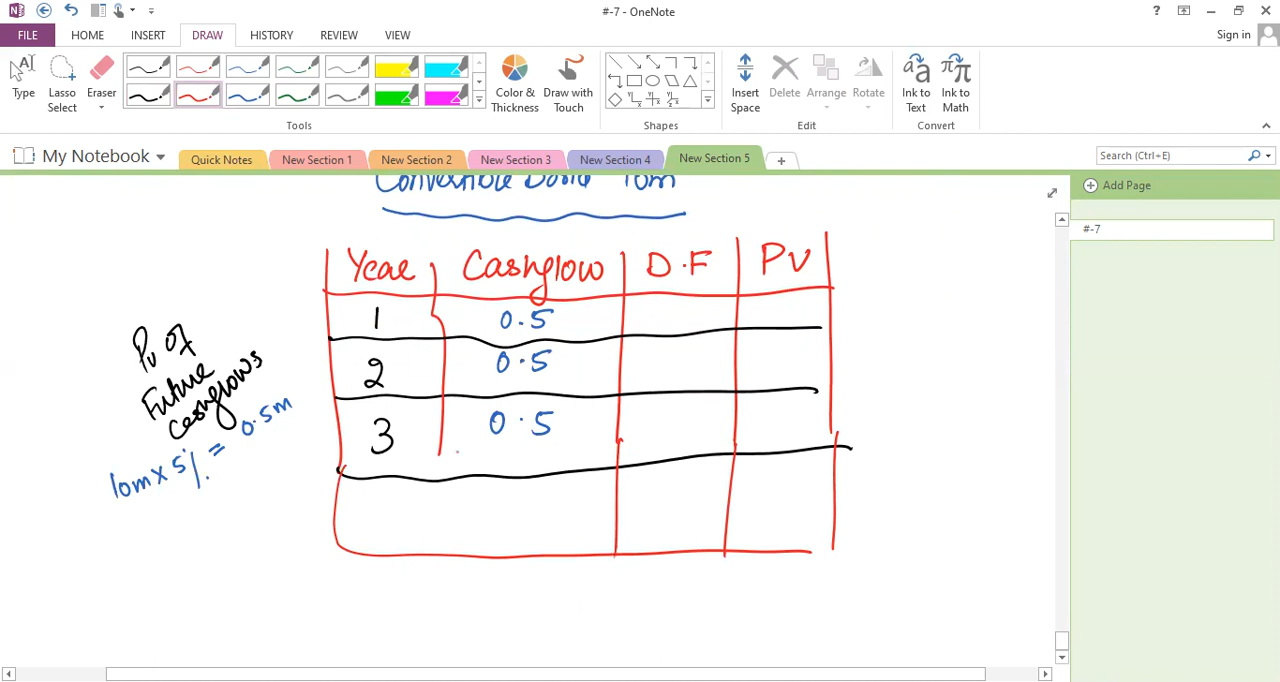 #-7 - OneNote
?
FILE HOME INSERT DRAW HISTORY REVIEW VIEW
Sign in
Type
Lasso Select
Eraser
Color & Thickness
Draw with Touch
Insert Space
Delete
Arrange
Rotate
Ink to Text
Ink to Math
Tools
Shapes
Edit
Convert
My Notebook
Quick Notes
New Section 1
New Section 2
New Section 3
New Section 4
New Section 5
Search (Ctrl+E)
Add Page
#-7
Convertible Bond 10m
Year Cashflow D.F PV
1 0.5
2 0.5
3 0.5
Pv of
Future
Cashflows
10m x 5% = 0.5m